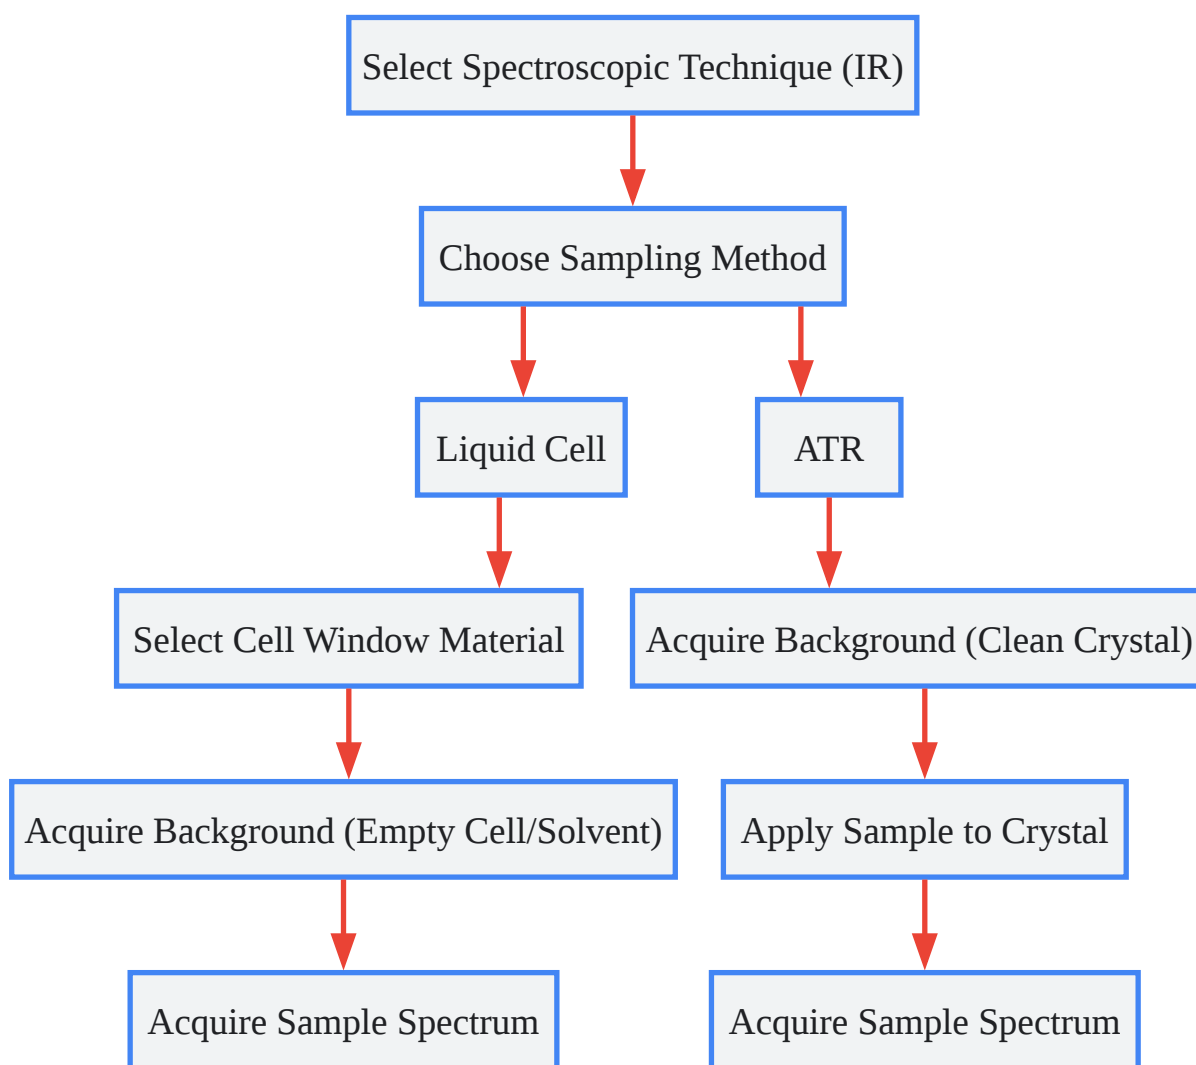 Select Spectroscopic Technique (IR)
Choose Sampling Method
Liquid Cell
ATR
Select Cell Window Material
Acquire Background (Clean Crystal)
Acquire Background (Empty Cell/Solvent)
Apply Sample to Crystal
Acquire Sample Spectrum
Acquire Sample Spectrum